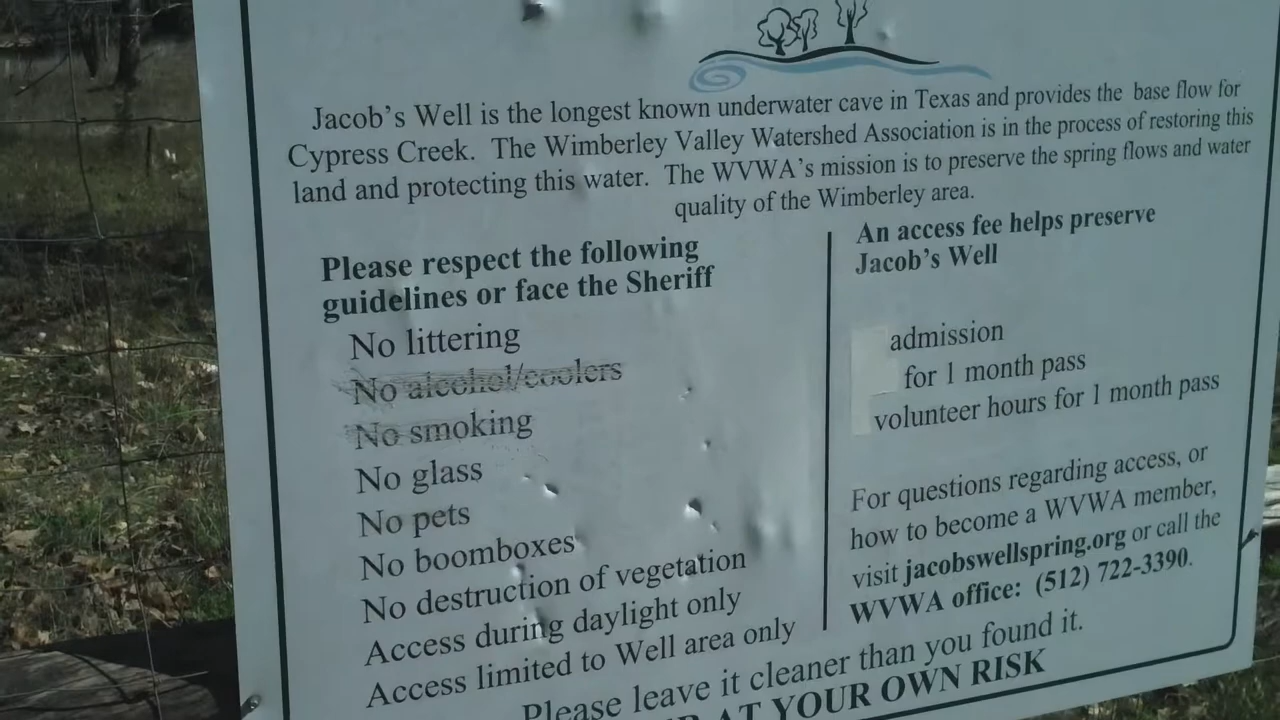 Jacob's Well is the longest known underwater cave in Texas and provides the base flow for
Cypress Creek. The Wimberley Valley Watershed Association is in the process of restoring this
land and protecting this water. The WVWA's mission is to preserve the spring flows and water
quality of the Wimberley area.
Please respect the following
guidelines or face the Sheriff
No littering
No alcohol/coolers
No smoking
No glass
No pets
No boomboxes
No destruction of vegetation
Access during daylight only
Access limited to Well area only
An access fee helps preserve
Jacob's Well
admission
for 1 month pass
volunteer hours for 1 month pass
For questions regarding access, or
how to become a WVWA member,
visit jacobswellspring.org or call the
WVWA office: (512) 722-3390.
Please leave it cleaner than you found it.
AT YOUR OWN RISK